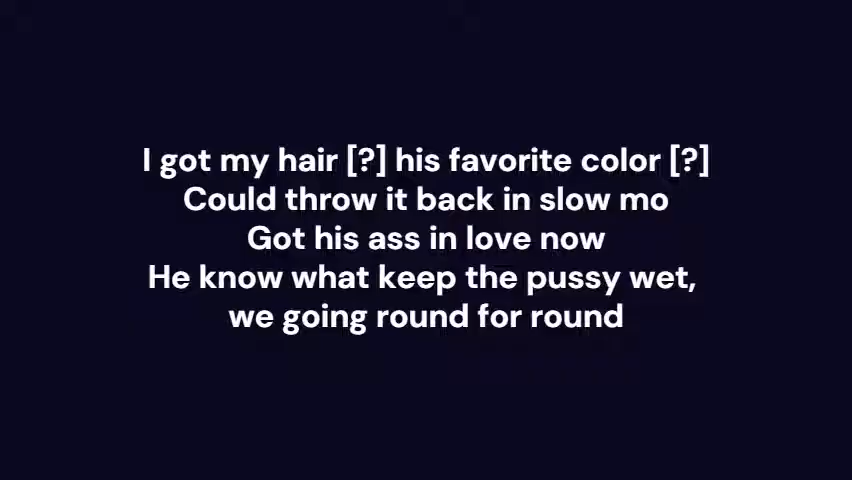 I got my hair [?] his favorite color [?]
Could throw it back in slow mo
Got his ass in love now
He know what keep the pussy wet,
we going round for round